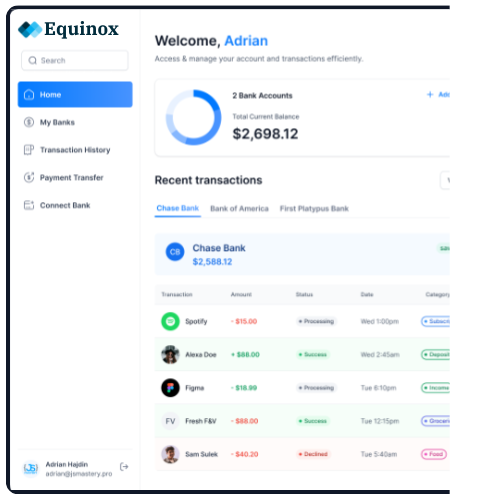 Equinox
Search
Home
My Banks
Transaction History
Payment Transfer
Connect Bank
Adrian Hajdin
adrian@jsmastery.pro
Welcome, Adrian
Access & manage your account and transactions efficiently.
2 Bank Accounts
+ Add
Total Current Balance
$2,698.12
Recent transactions
Chase Bank Bank of America First Platypus Bank
CB Chase Bank
$2,588.12
Transaction Amount Status Date Category
Spotify - $15.00 Processing Wed 1:00pm Subscri
Alexa Doe + $88.00 Success Wed 2:45am Deposit
Figma - $18.99 Processing Tue 6:10pm Income
FV Fresh F&V - $88.00 Success Tue 12:15pm Grocer
Sam Sulek - $40.20 Declined Tue 5:40am Food